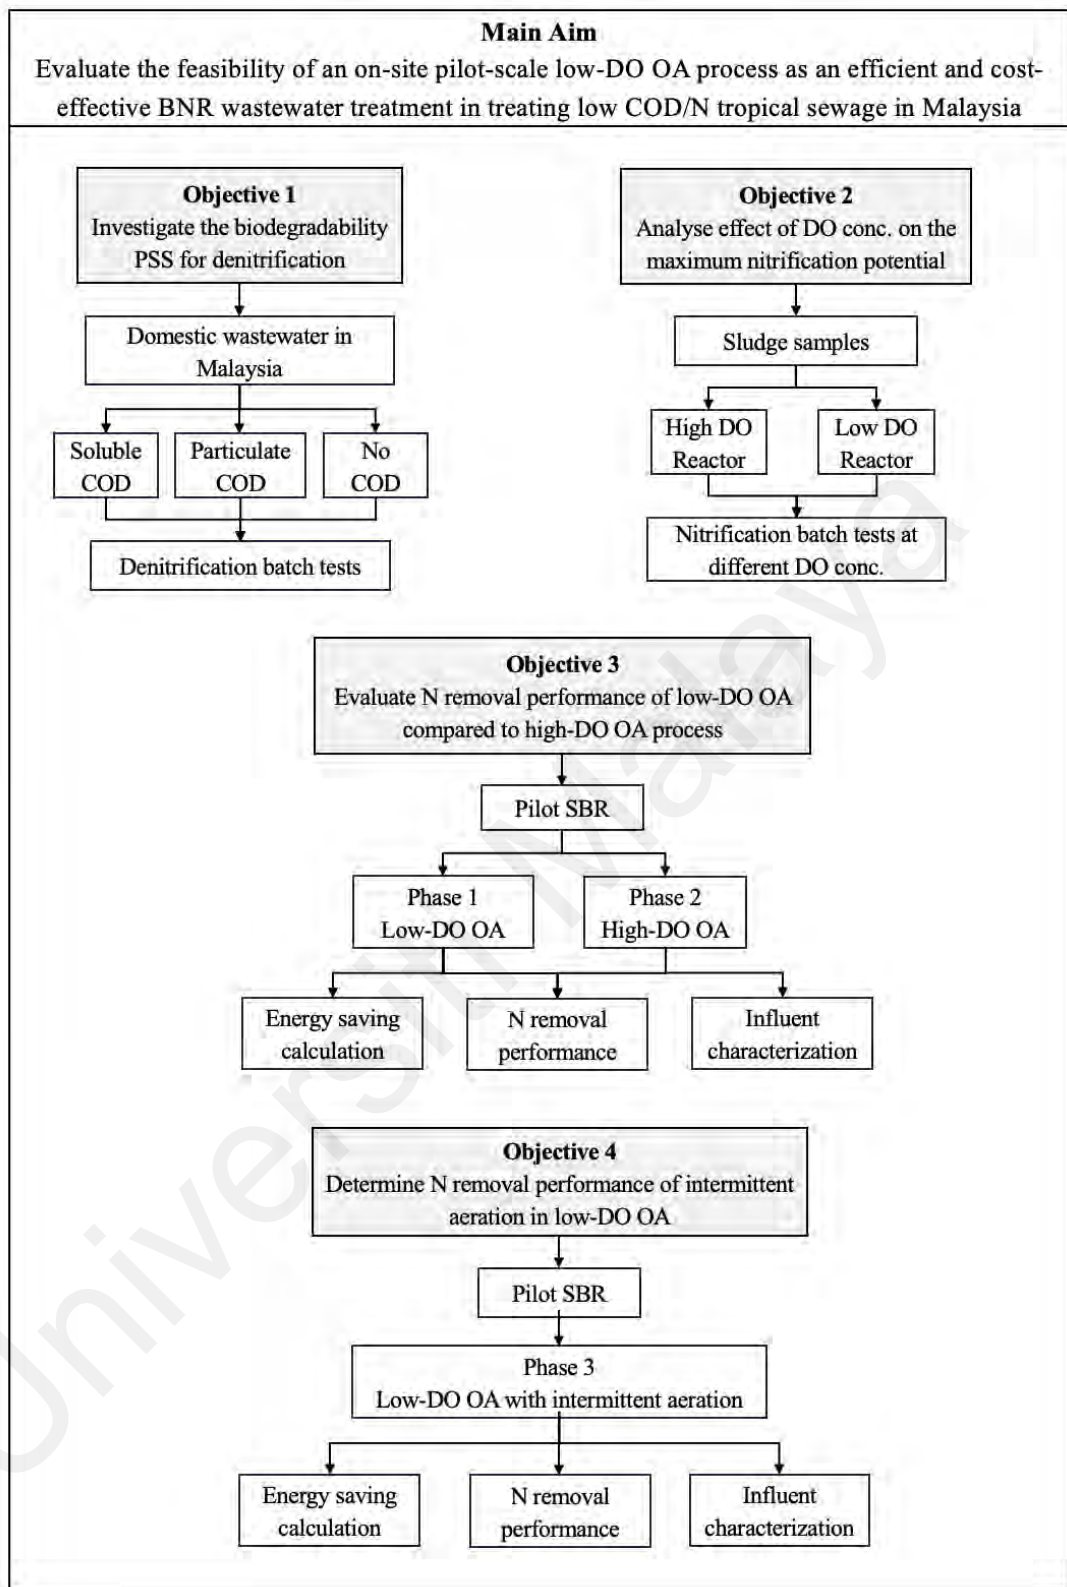 Main Aim
Evaluate the feasibility of an on-site pilot-scale low-DO OA process as an efficient and cost-
effective BNR wastewater treatment in treating low COD/N tropical sewage in Malaysia
Objective 1
Investigate the biodegradability
PSS for denitrification
Domestic wastewater in
Malaysia
Soluble
COD
Particulate
COD
No
COD
Denitrification batch tests
Objective 2
Analyse effect of DO conc. on the
maximum nitrification potential
Sludge samples
High DO
Reactor
Low DO
Reactor
Nitrification batch tests at
different DO conc.
Objective 3
Evaluate N removal performance of low-DO OA
compared to high-DO OA process
Pilot SBR
Phase 1
Low-DO OA
Phase 2
High-DO OA
Energy saving
calculation
N removal
performance
Influent
characterization
Objective 4
Determine N removal performance of intermittent
aeration in low-DO OA
Pilot SBR
Phase 3
Low-DO OA with intermittent aeration
Energy saving
calculation
N removal
performance
Influent
characterization
Universiti Malaya